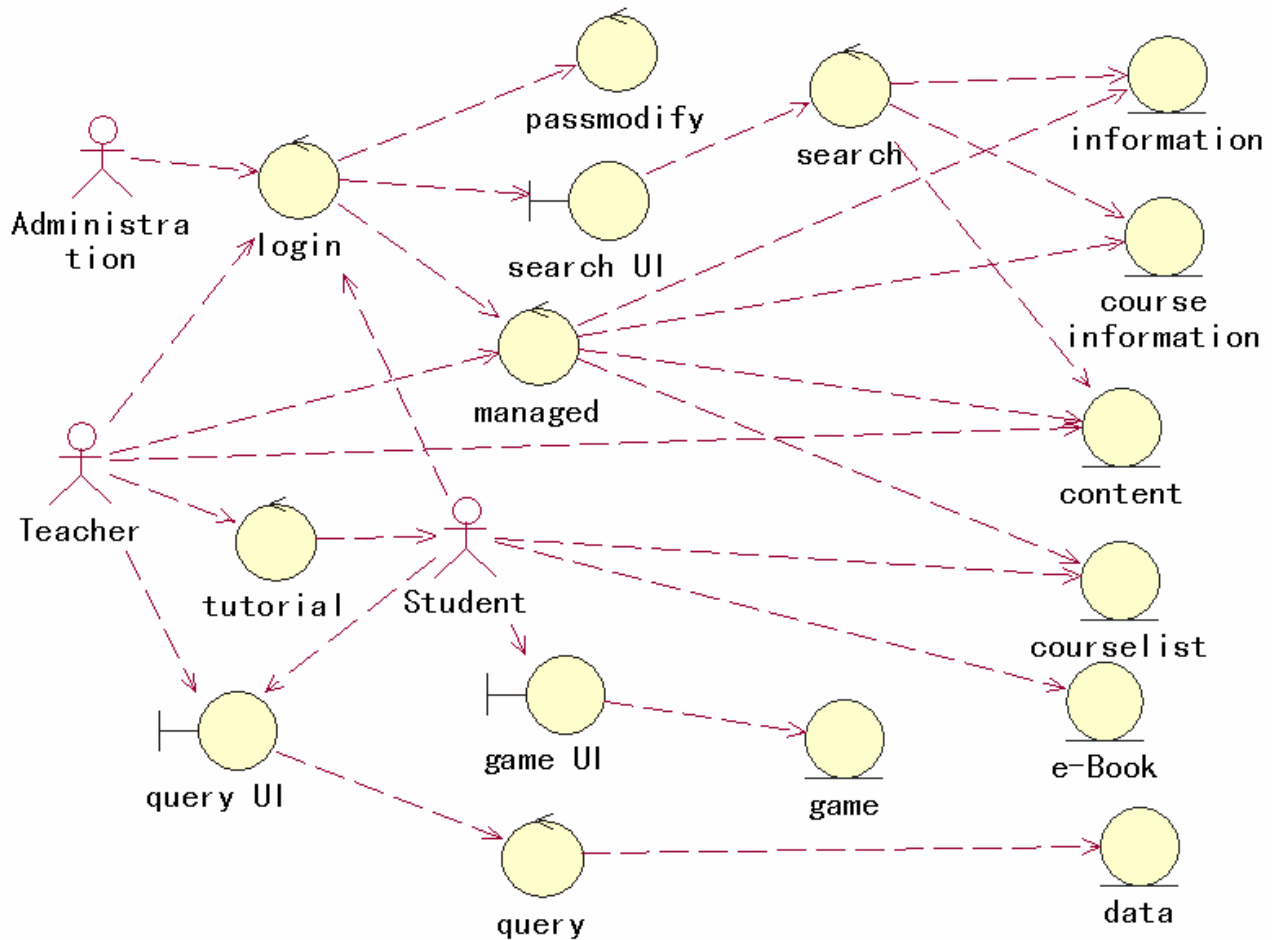 passmodify
search
information
Administra
tion
login
search UI
course
information
managed
content
Teacher
tutorial
Student
courselist
query UI
game UI
game
e-Book
query
data